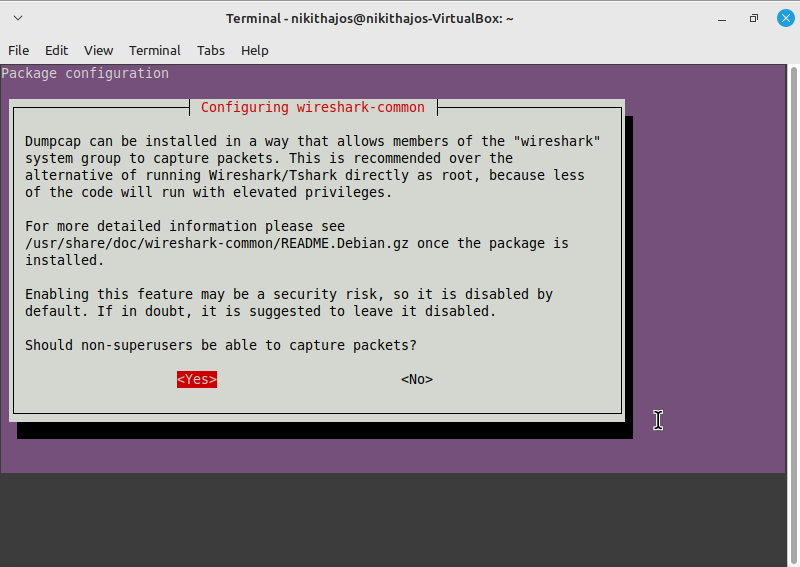 Terminal - nikithajos@nikithajos-VirtualBox: ~
File Edit View Terminal Tabs Help
Package configuration
Configuring wireshark-common
Dumpcap can be installed in a way that allows members of the "wireshark"
system group to capture packets. This is recommended over the
alternative of running Wireshark/Tshark directly as root, because less
of the code will run with elevated privileges.
For more detailed information please see
/usr/share/doc/wireshark-common/README.Debian.gz once the package is
installed.
Enabling this feature may be a security risk, so it is disabled by
default. If in doubt, it is suggested to leave it disabled.
Should non-superusers be able to capture packets?
<Yes> <No>